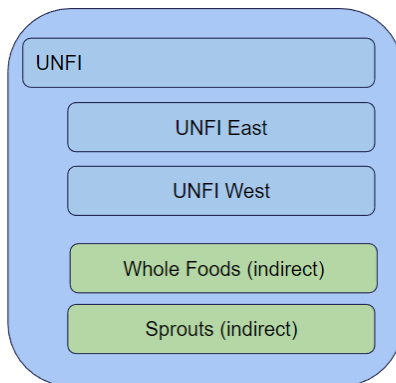 UNFI
UNFI East
UNFI West
Whole Foods (indirect)
Sprouts (indirect)